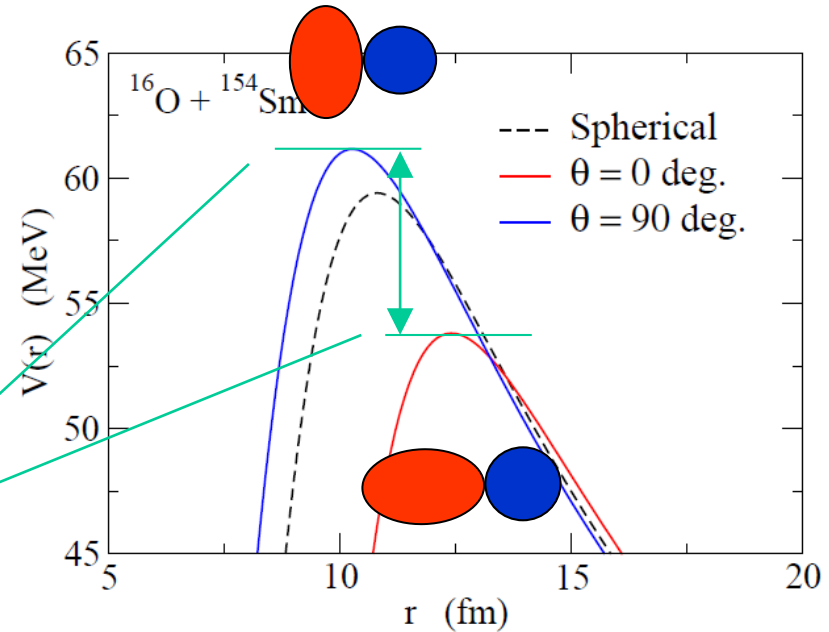 65
¹⁶O + ¹⁵⁴Sm
Spherical
θ = 0 deg.
θ = 90 deg.
60
55
50
45
V(r) (MeV)
5 10 15 20
r (fm)